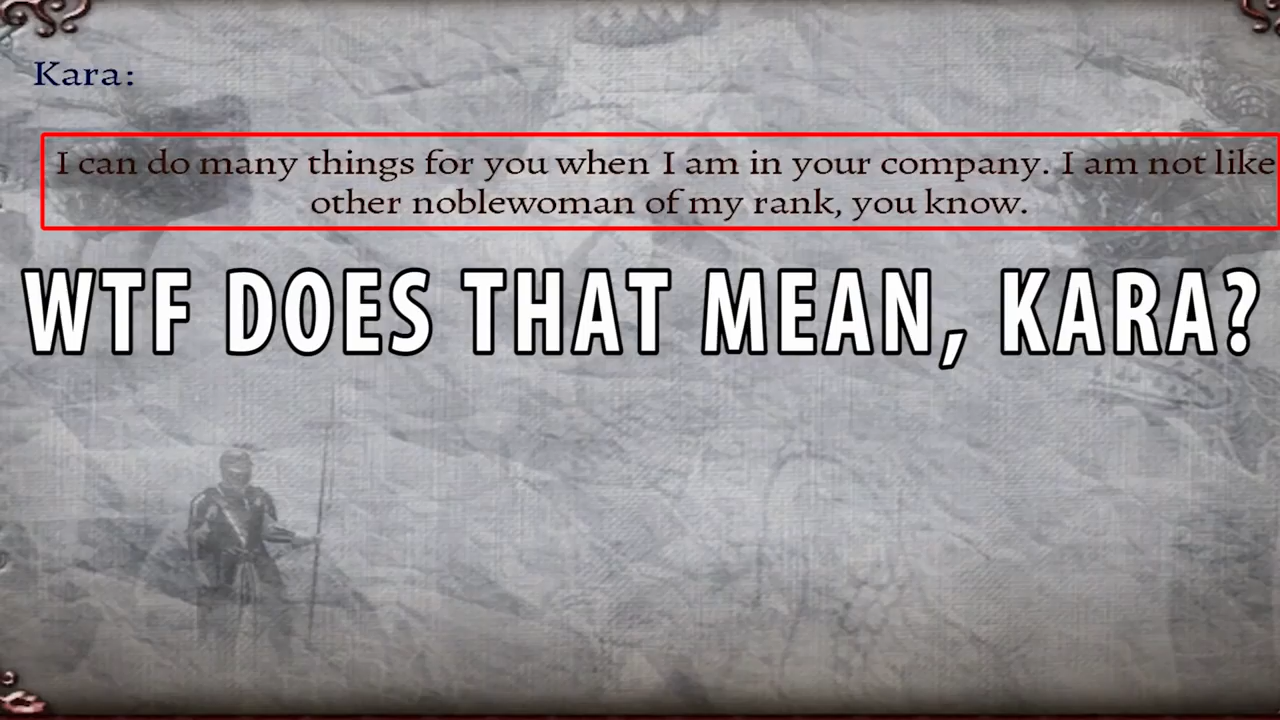 Kara:
I can do many things for you when I am in your company. I am not like
other noblewoman of my rank, you know.
WTF DOES THAT MEAN, KARA?